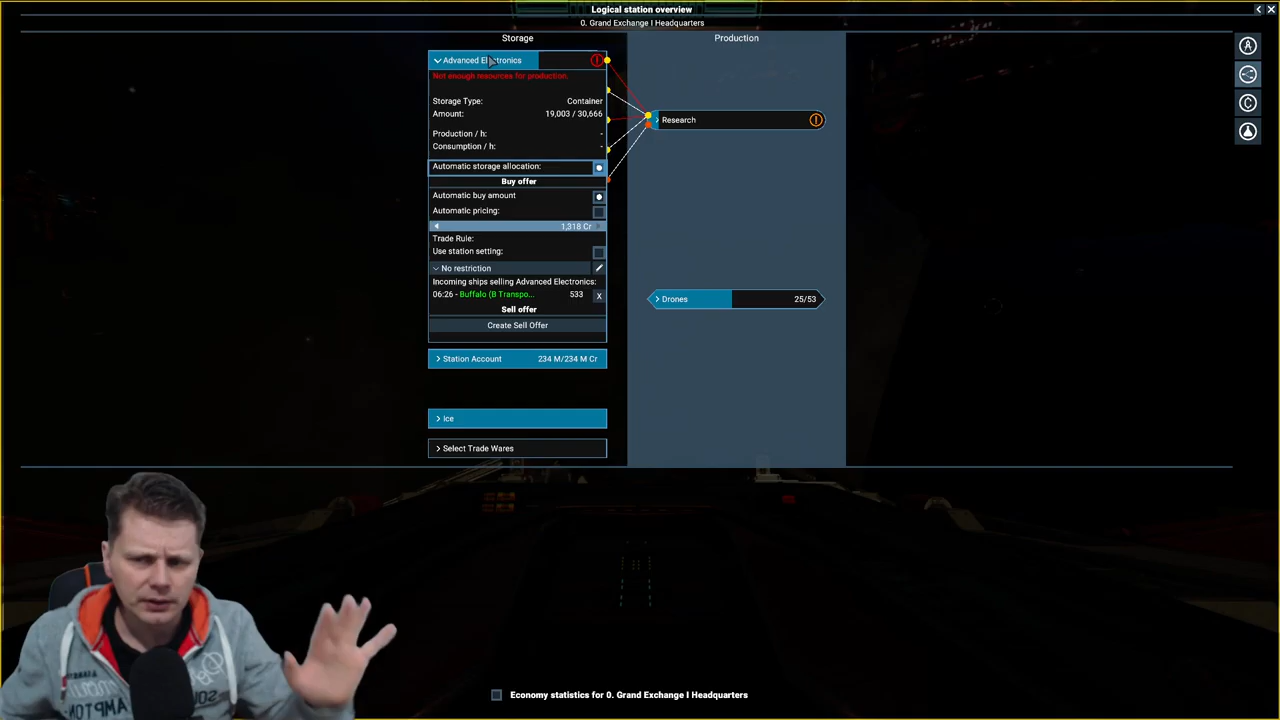 Logical station overview
0. Grand Exchange I Headquarters
Storage
Production
Advanced Electronics
Not enough resources for production.
Storage Type: Container
Amount: 19,003 / 30,666
Production / h: -
Consumption / h: -
Automatic storage allocation:
Buy offer
Automatic buy amount
Automatic pricing:
1,318 Cr
Trade Rule:
Use station setting:
No restriction
Incoming ships selling Advanced Electronics:
06:26 - Buffalo (B Transpo... 533 X
Sell offer
Create Sell Offer
Station Account 234 M/234 M Cr
Ice
Select Trade Wares
Research
Drones 25/53
Economy statistics for 0. Grand Exchange I Headquarters